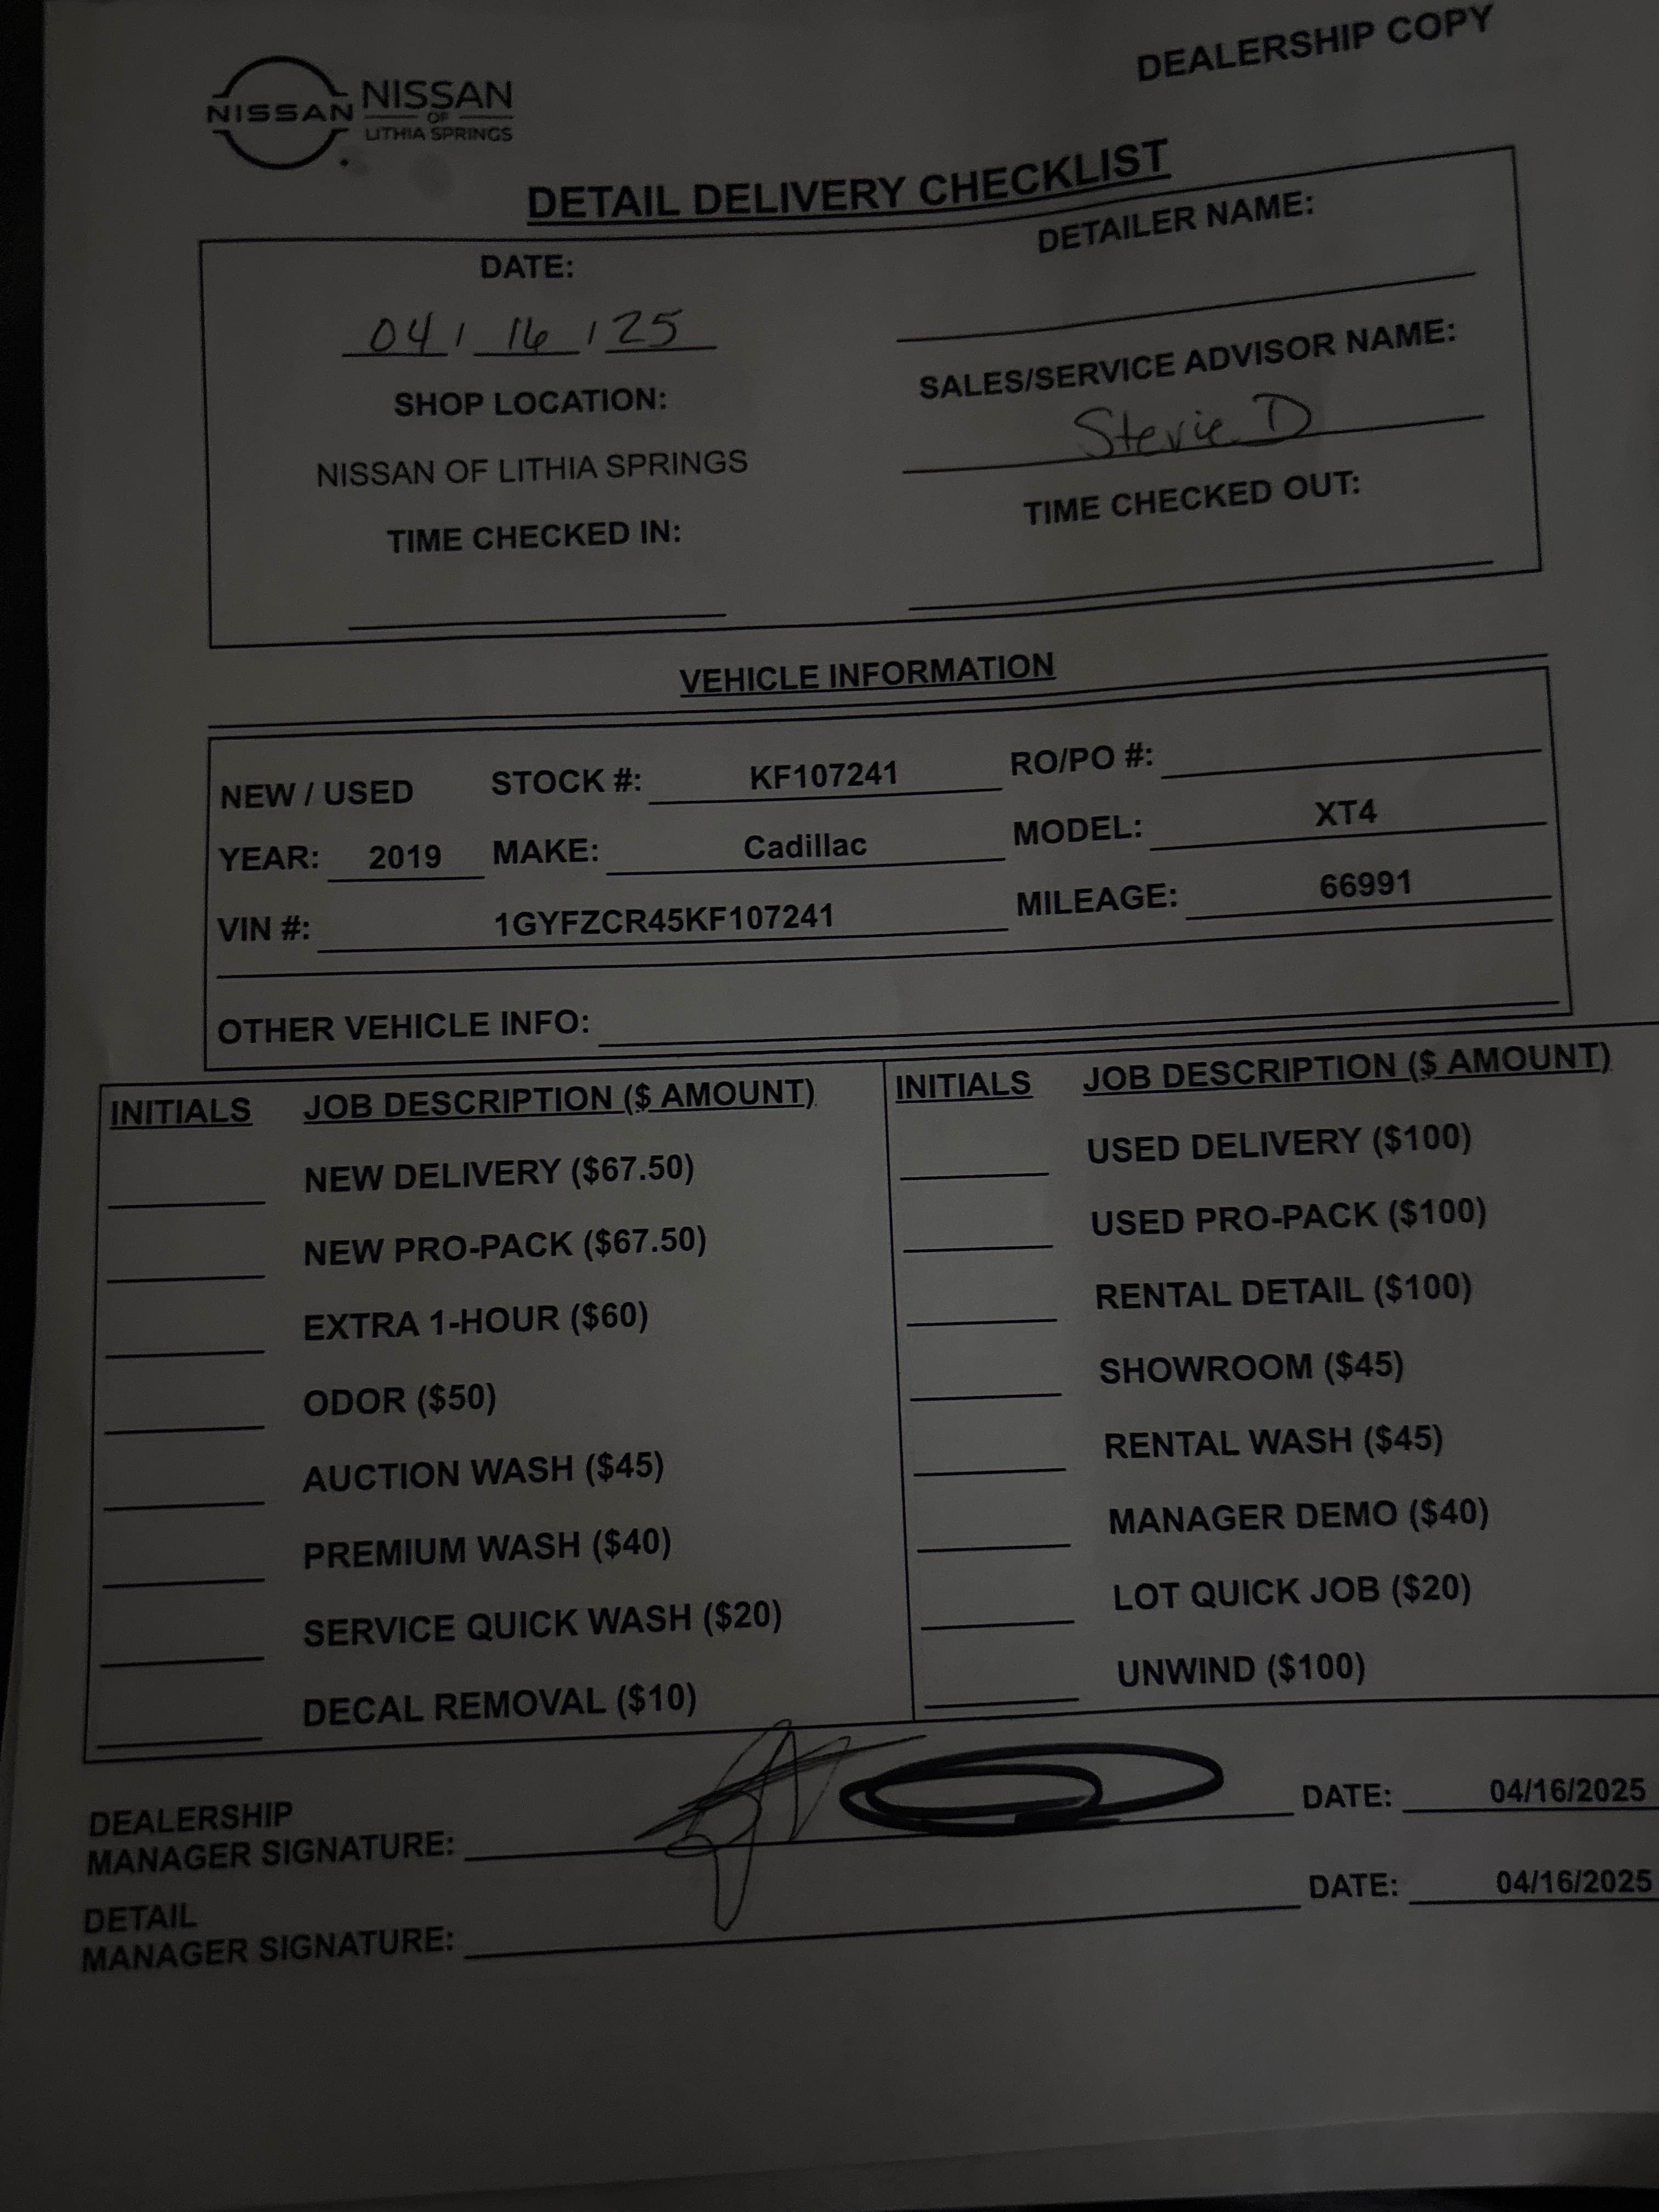 DEALERSHIP COPY
NISSAN
NISSAN
OF
LITHIA SPRINGS
DETAIL DELIVERY CHECKLIST
DATE:
04 / 16 / 25
SHOP LOCATION:
NISSAN OF LITHIA SPRINGS
TIME CHECKED IN:
DETAILER NAME:
SALES/SERVICE ADVISOR NAME:
Stevie D
TIME CHECKED OUT:
VEHICLE INFORMATION
NEW / USED STOCK #: KF107241 RO/PO #:
YEAR: 2019 MAKE: Cadillac MODEL: XT4
VIN #: 1GYFZCR45KF107241 MILEAGE: 66991
OTHER VEHICLE INFO:
INITIALS JOB DESCRIPTION ($ AMOUNT)
NEW DELIVERY ($67.50)
NEW PRO-PACK ($67.50)
EXTRA 1-HOUR ($60)
ODOR ($50)
AUCTION WASH ($45)
PREMIUM WASH ($40)
SERVICE QUICK WASH ($20)
DECAL REMOVAL ($10)
INITIALS JOB DESCRIPTION ($ AMOUNT)
USED DELIVERY ($100)
USED PRO-PACK ($100)
RENTAL DETAIL ($100)
SHOWROOM ($45)
RENTAL WASH ($45)
MANAGER DEMO ($40)
LOT QUICK JOB ($20)
UNWIND ($100)
DEALERSHIP
MANAGER SIGNATURE: DATE: 04/16/2025
DETAIL
MANAGER SIGNATURE: DATE: 04/16/2025